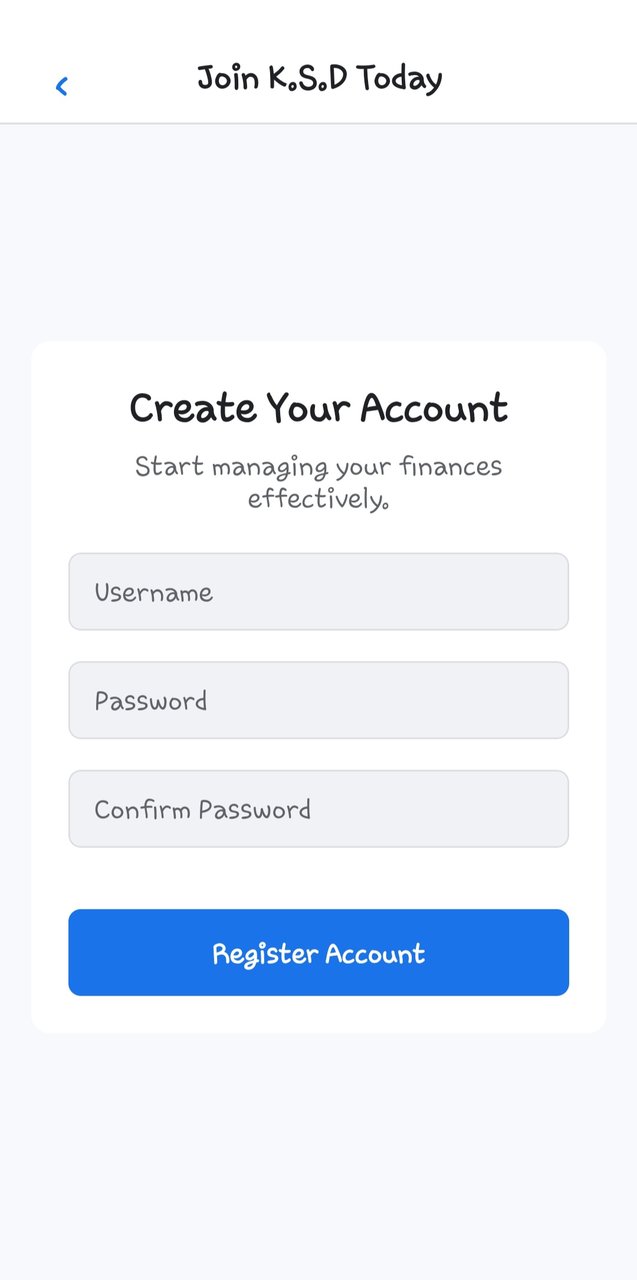 Join K.S.D Today
Create Your Account
Start managing your finances
effectively.
Username
Password
Confirm Password
Register Account